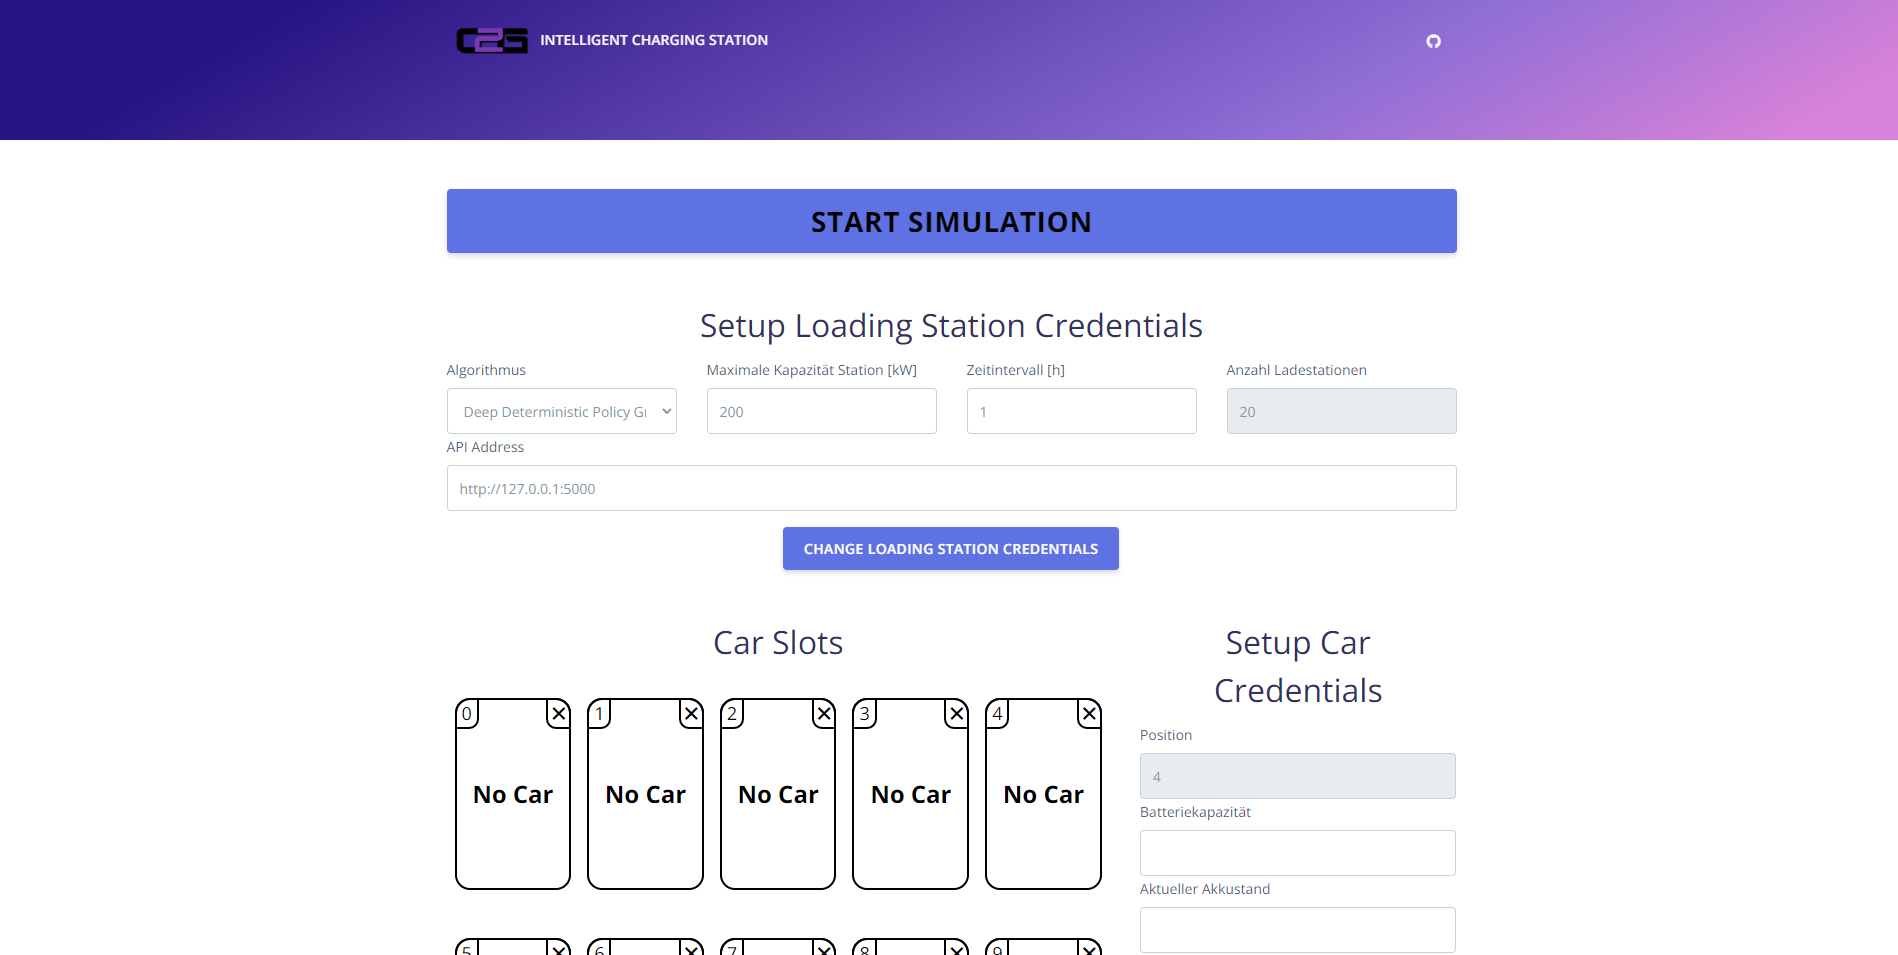 C2S INTELLIGENT CHARGING STATION
START SIMULATION
Setup Loading Station Credentials
Algorithmus Maximale Kapazität Station [kW] Zeitintervall [h] Anzahl Ladestationen
Deep Deterministic Policy Gr 200 1 20
API Address
http://127.0.0.1:5000
CHANGE LOADING STATION CREDENTIALS
Car Slots
0 1 2 3 4
No Car No Car No Car No Car No Car
5 6 7 8 9
Setup Car
Credentials
Position
4
Batteriekapazität
Aktueller Akkustand